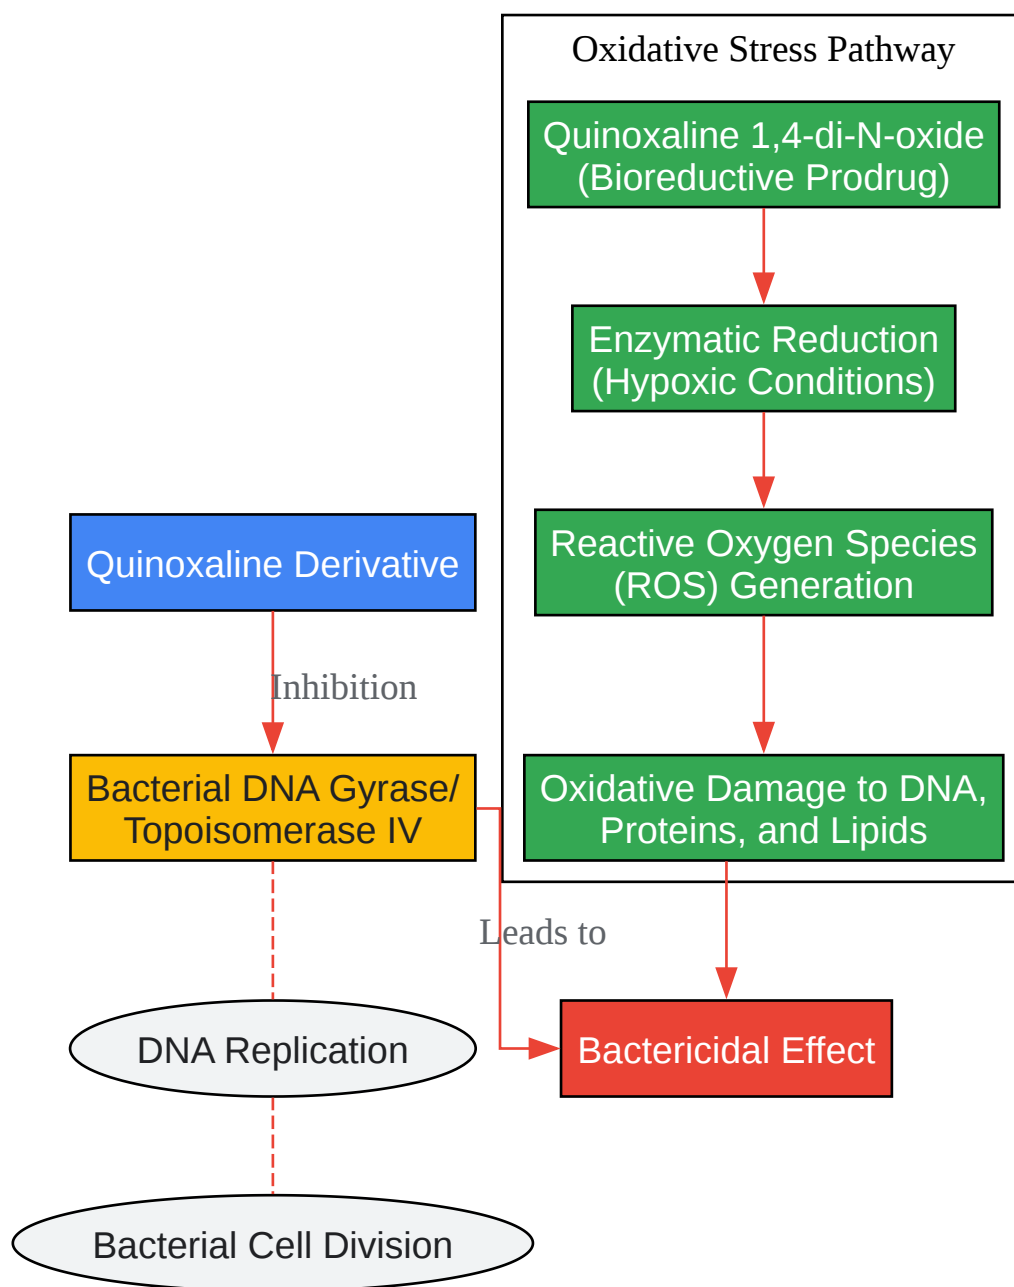 Oxidative Stress Pathway
Quinoxaline 1,4-di-N-oxide
(Bioreductive Prodrug)
Enzymatic Reduction
(Hypoxic Conditions)
Reactive Oxygen Species
(ROS) Generation
Quinoxaline Derivative
Inhibition
Bacterial DNA Gyrase/
Topoisomerase IV
Oxidative Damage to DNA,
Proteins, and Lipids
Leads to
DNA Replication
Bactericidal Effect
Bacterial Cell Division